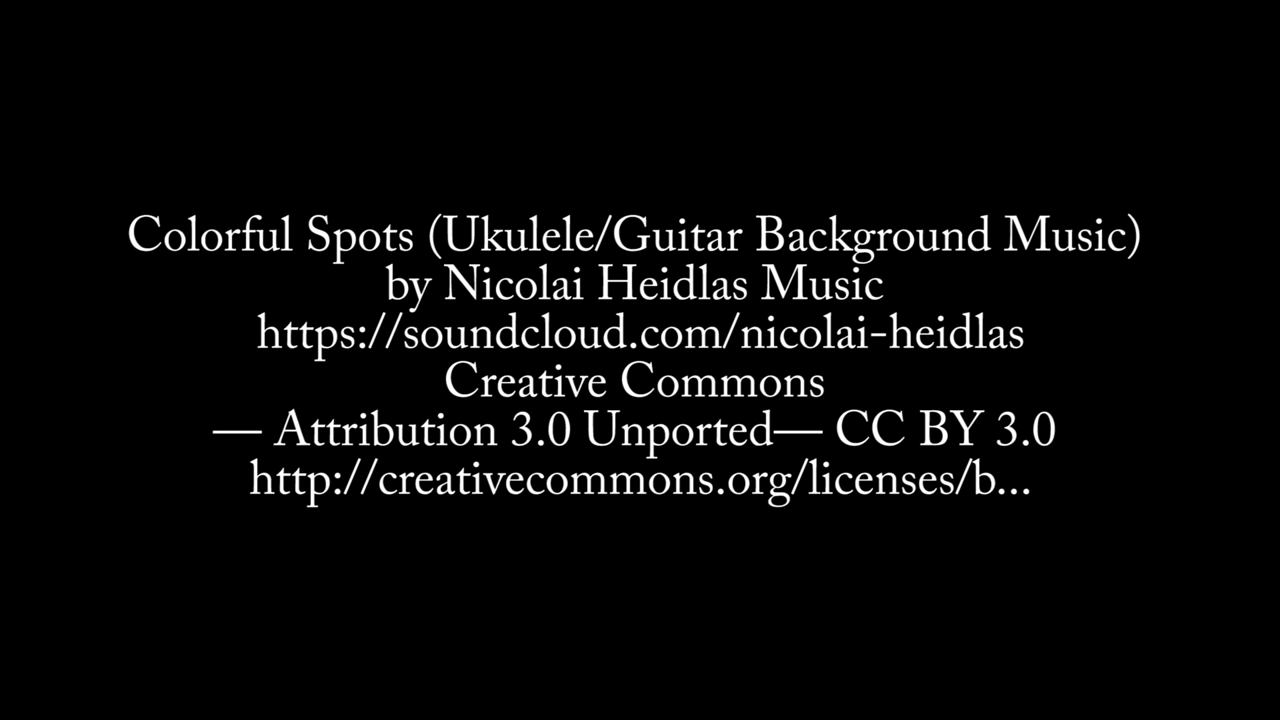 Colorful Spots (Ukulele/Guitar Background Music)
by Nicolai Heidlas Music
https://soundcloud.com/nicolai-heidlas
Creative Commons
— Attribution 3.0 Unported— CC BY 3.0
http://creativecommons.org/licenses/b...